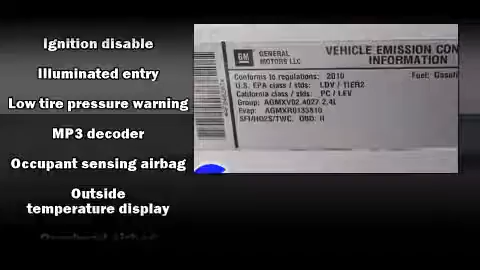 Ignition disable
Illuminated entry
Low tire pressure warning
MP3 decoder
Occupant sensing airbag
Outside
temperature display
GM
GENERAL
MOTORS LLC
VEHICLE EMISSION CON
INFORMATION
Conforms to regulations: 2010
Fuel: Gasoli
U.S. EPA class / stds: LDV / TIER2
California class / stds: PC / LEV
Group: AGMXV02.4027 2.4L
Evap: AGMXR0133810
SFI/HO2S/TWC. OBD: II